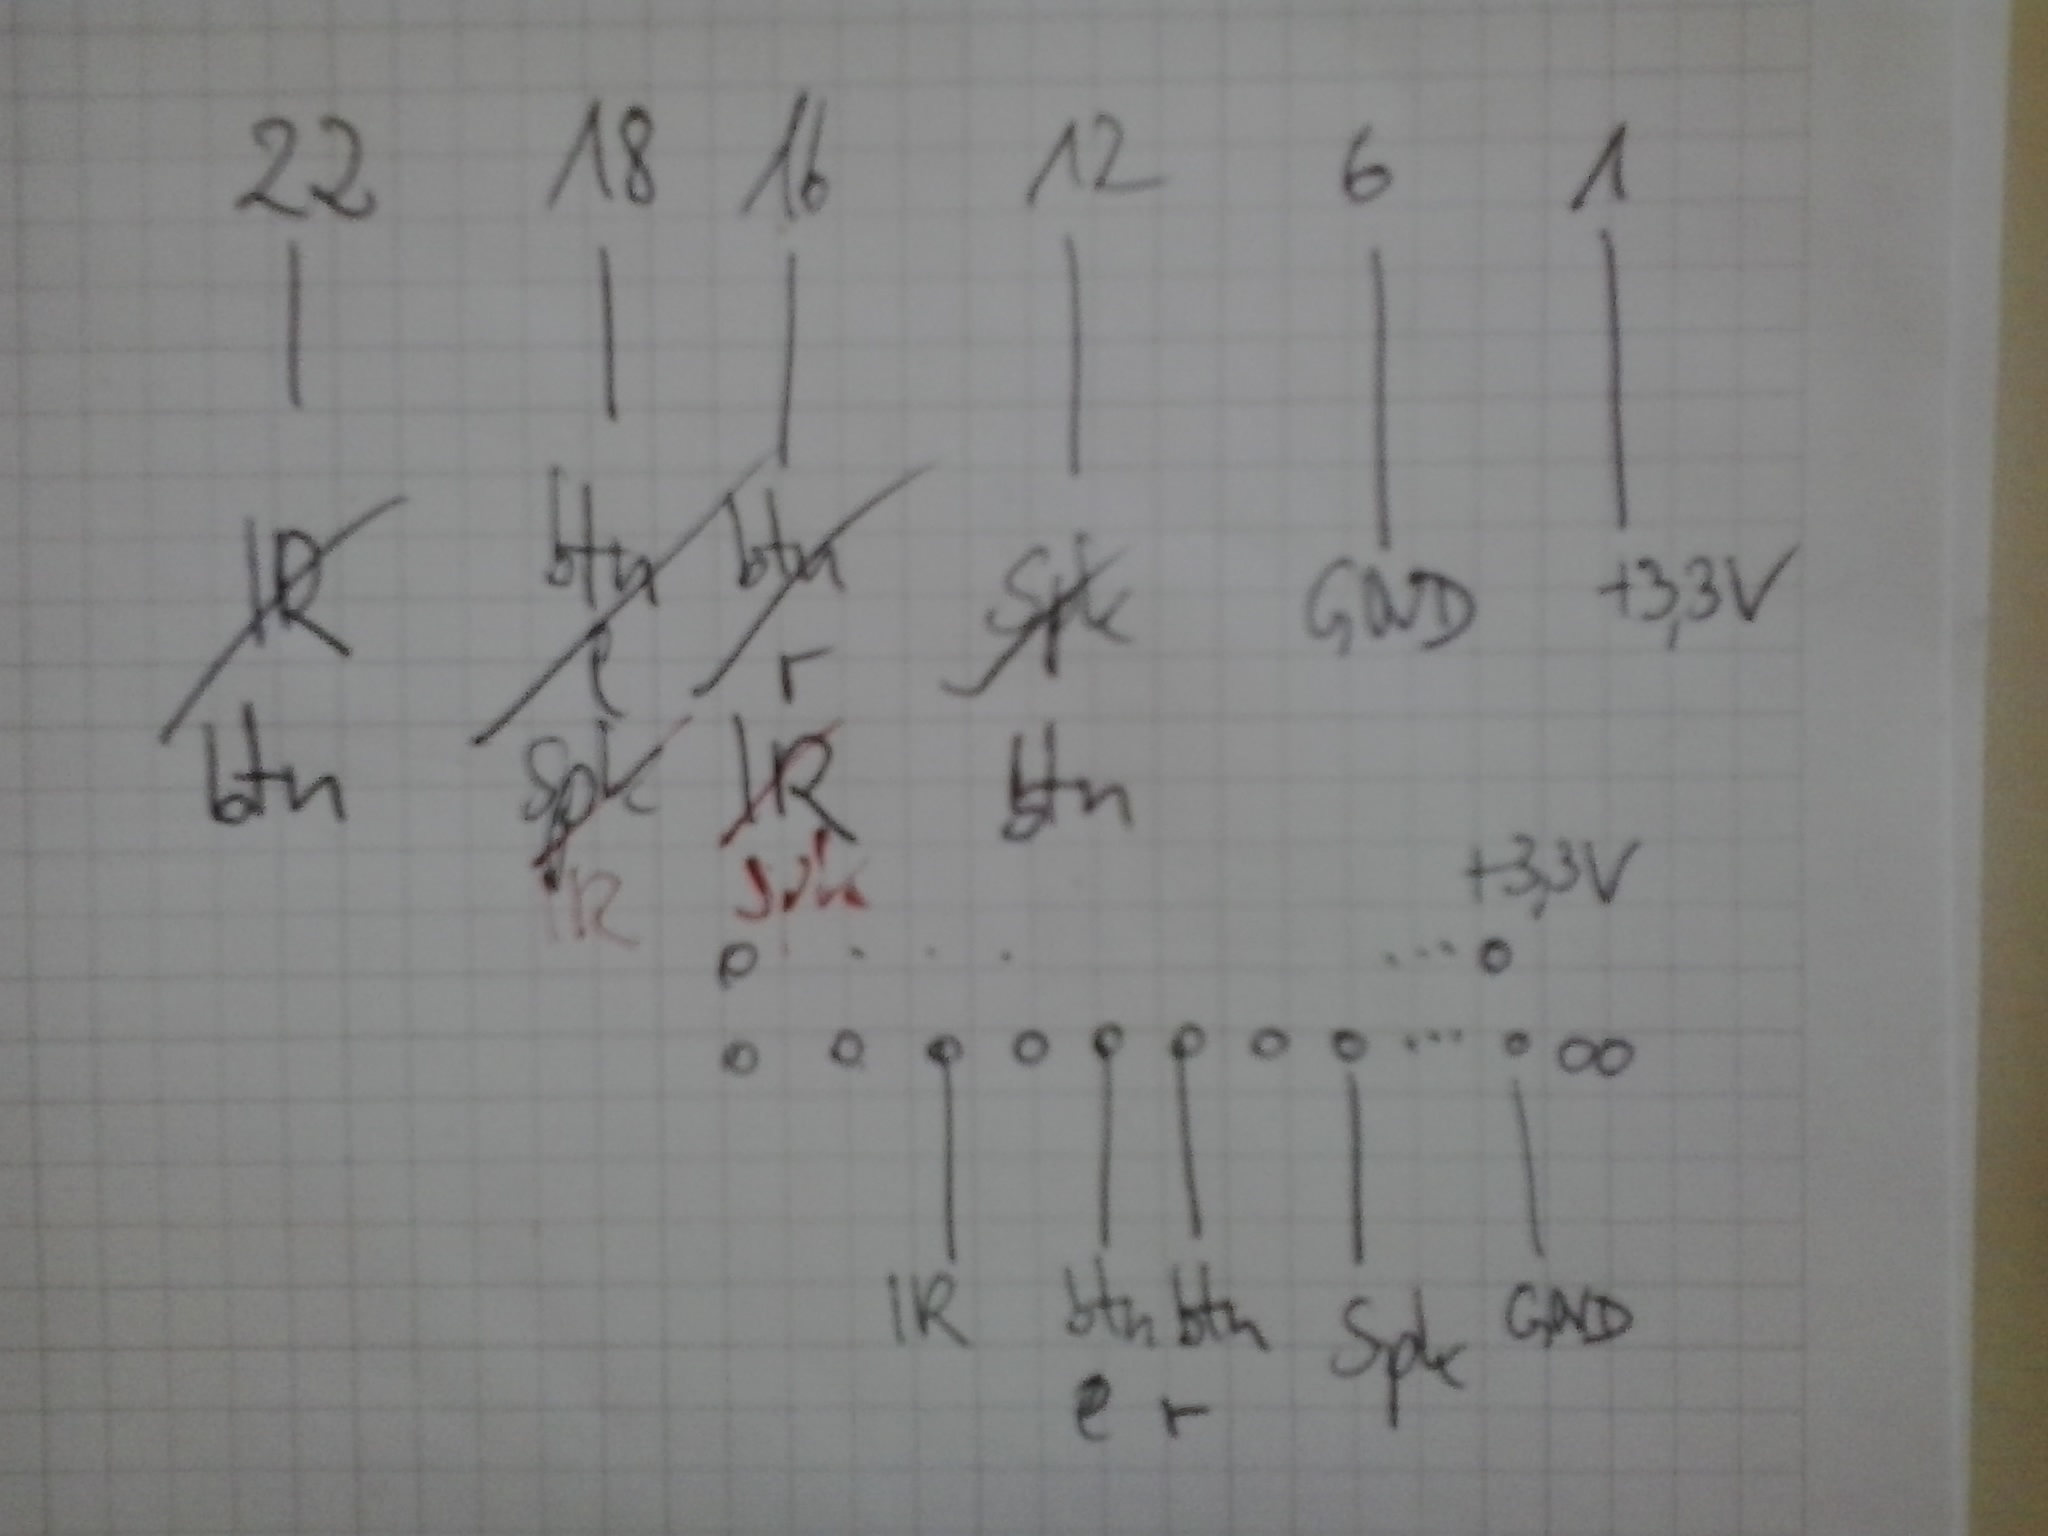 22 18 16 12 6 1
IR btn btn Spk GND +3,3V
l r
btn Spk IR btn
IR Spk
+3,3V
IR btn btn Spk GND
l r